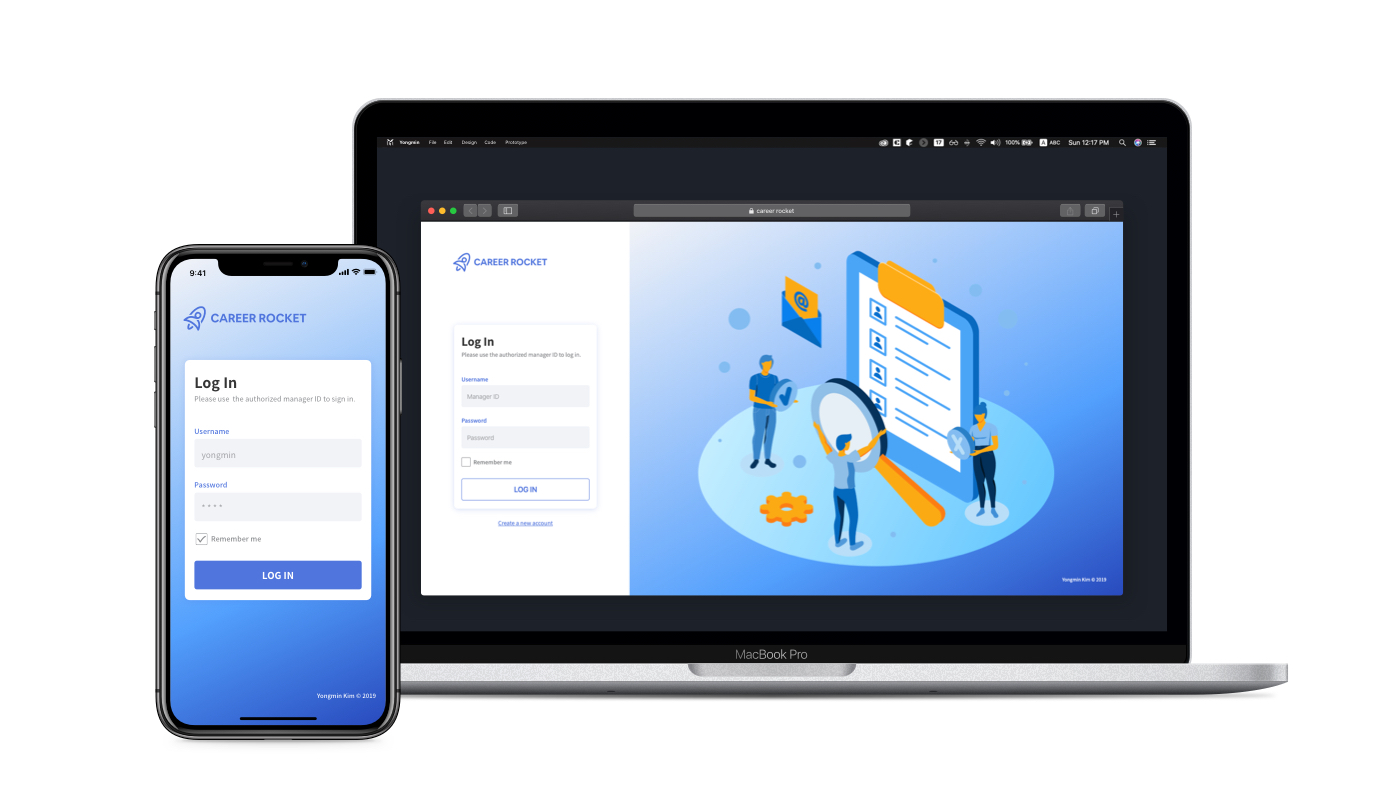 Yongmin File Edit Design Code Prototype
17 100% A ABC Sun 12:17 PM
career rocket
CAREER ROCKET
Log In
Please use the authorized manager ID to log in.
Username
Manager ID
Password
Password
Remember me
LOG IN
Create a new account
@
Yongmin Kim © 2019
MacBook Pro
9:41
CAREER ROCKET
Log In
Please use  the authorized manager ID to sign in.
Username
yongmin
Password
Remember me
LOG IN
Yongmin Kim © 2019